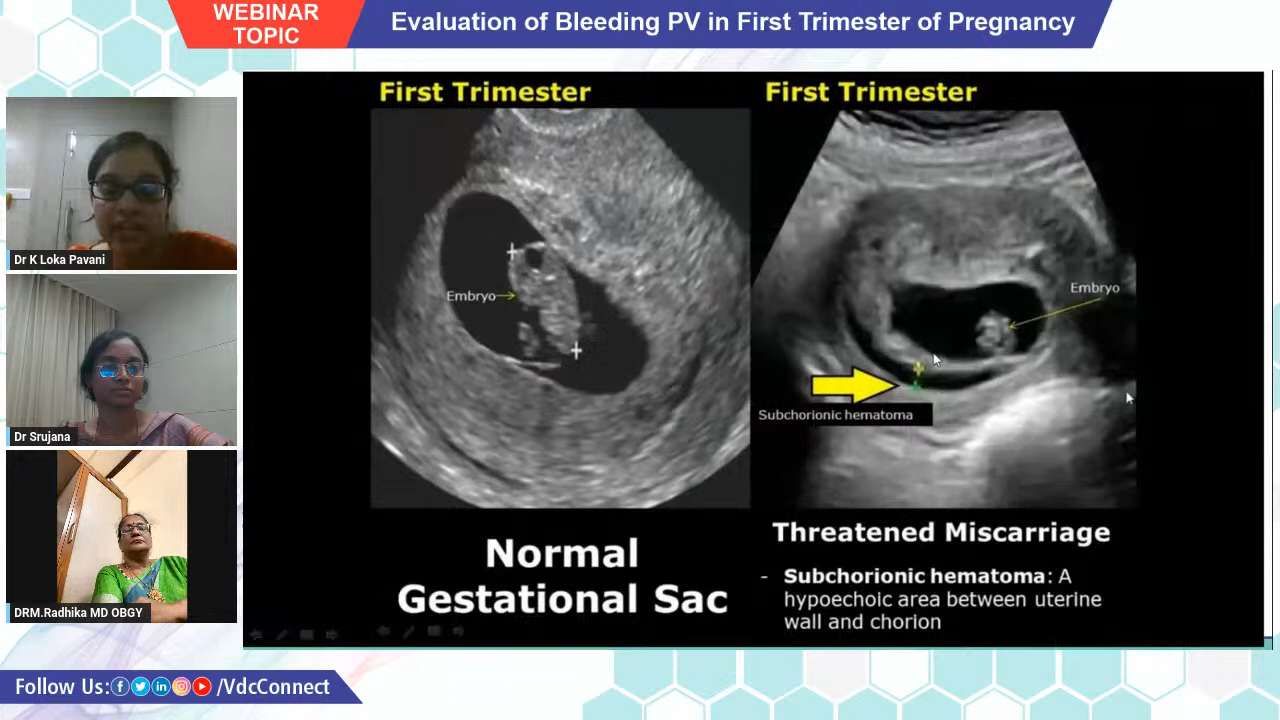 WEBINAR
TOPIC
Evaluation of Bleeding PV in First Trimester of Pregnancy
First Trimester
First Trimester
Embryo
Embryo
Subchorionic hematoma
Normal
Gestational Sac
Threatened Miscarriage
- Subchorionic hematoma: A
hypoechoic area between uterine
wall and chorion
Dr K Loka Pavani
Dr Srujana
DRM.Radhika MD OBGY
Follow Us: /VdcConnect